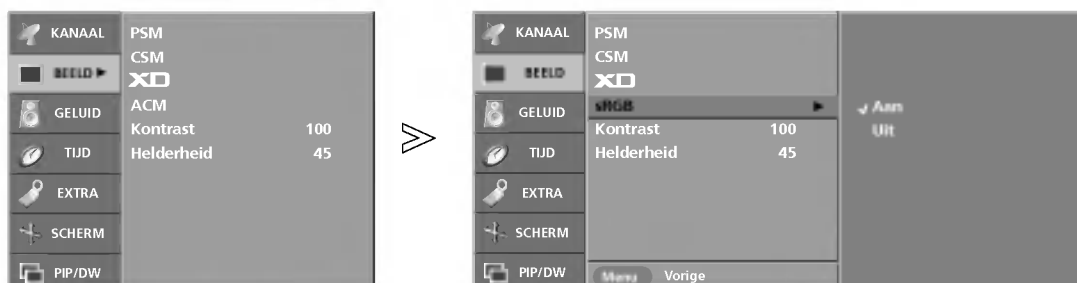 KANAAL
BEELD
GELUID
TIJD
EXTRA
SCHERM
PIP/DW
PSM
CSM
XD
ACM
Kontrast 100
Helderheid 45
KANAAL
BEELD
GELUID
TIJD
EXTRA
SCHERM
PIP/DW
PSM
CSM
XD
sRGB
Kontrast 100
Helderheid 45
Menu Vorige
Aan
Uit